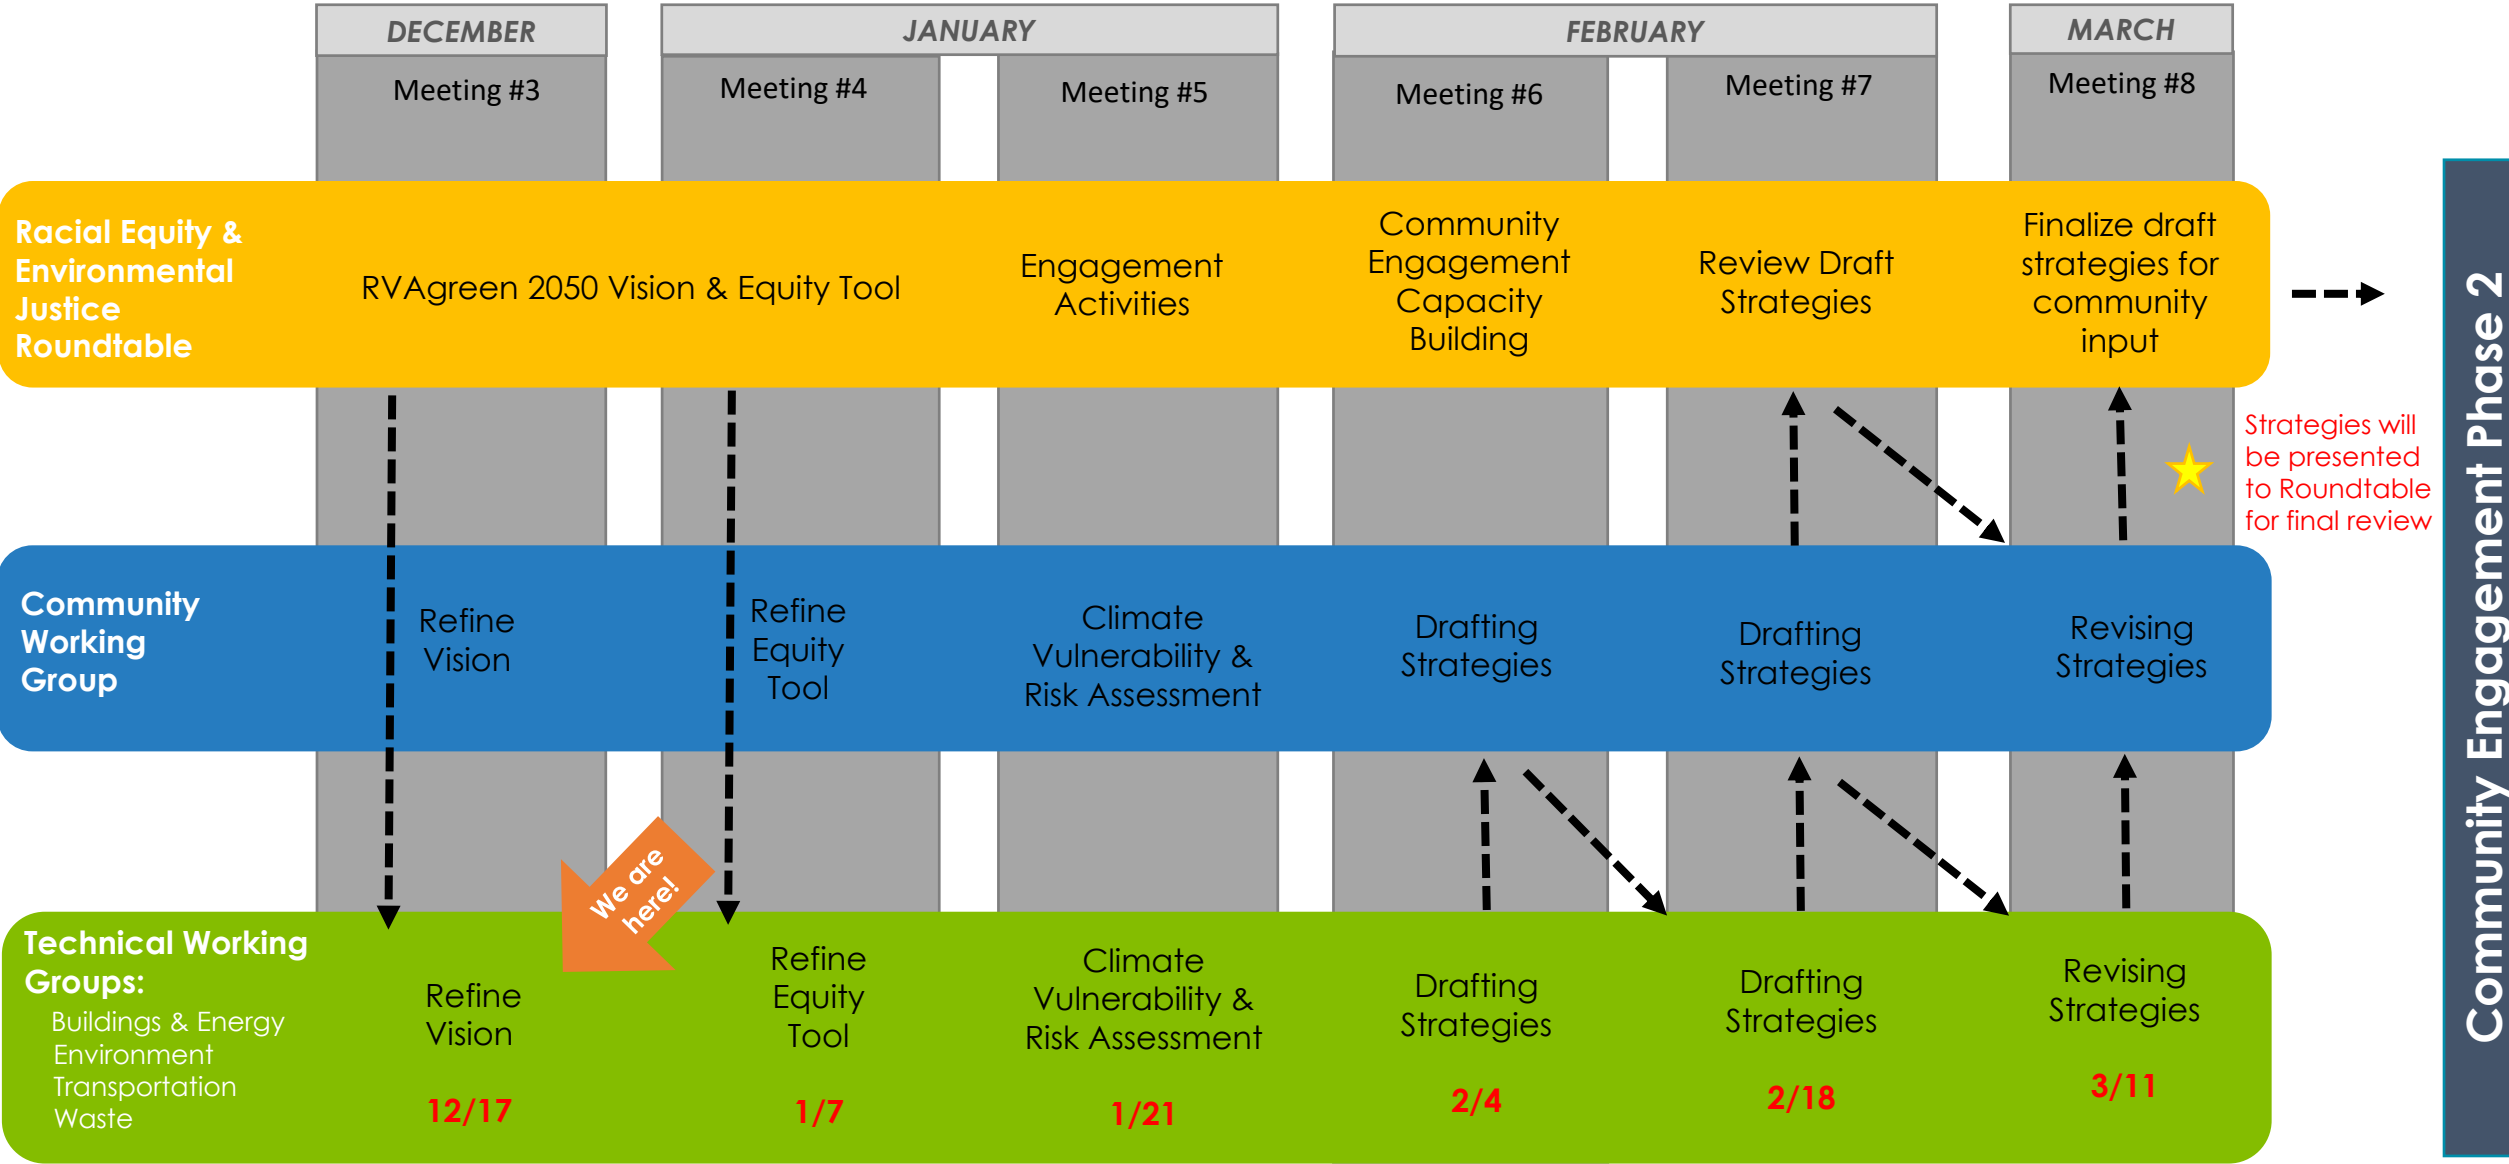 DECEMBER
JANUARY
FEBRUARY
MARCH
Meeting #3
Meeting #4
Meeting #5
Meeting #6
Meeting #7
Meeting #8
Racial Equity &
Environmental
Justice
Roundtable
RVAgreen 2050 Vision & Equity Tool
Engagement
Activities
Community
Engagement
Capacity
Building
Review Draft
Strategies
Finalize draft
strategies for
community
input
Strategies will
be presented
to Roundtable
for final review
Community
Working
Group
Refine
Vision
Refine
Equity
Tool
Climate
Vulnerability &
Risk Assessment
Drafting
Strategies
Drafting
Strategies
Revising
Strategies
We are
here!
Technical Working
Groups:
Buildings & Energy
Environment
Transportation
Waste
Refine
Vision
12/17
Refine
Equity
Tool
1/7
Climate
Vulnerability &
Risk Assessment
1/21
Drafting
Strategies
2/4
Drafting
Strategies
2/18
Revising
Strategies
3/11
Community Engagement Phase 2